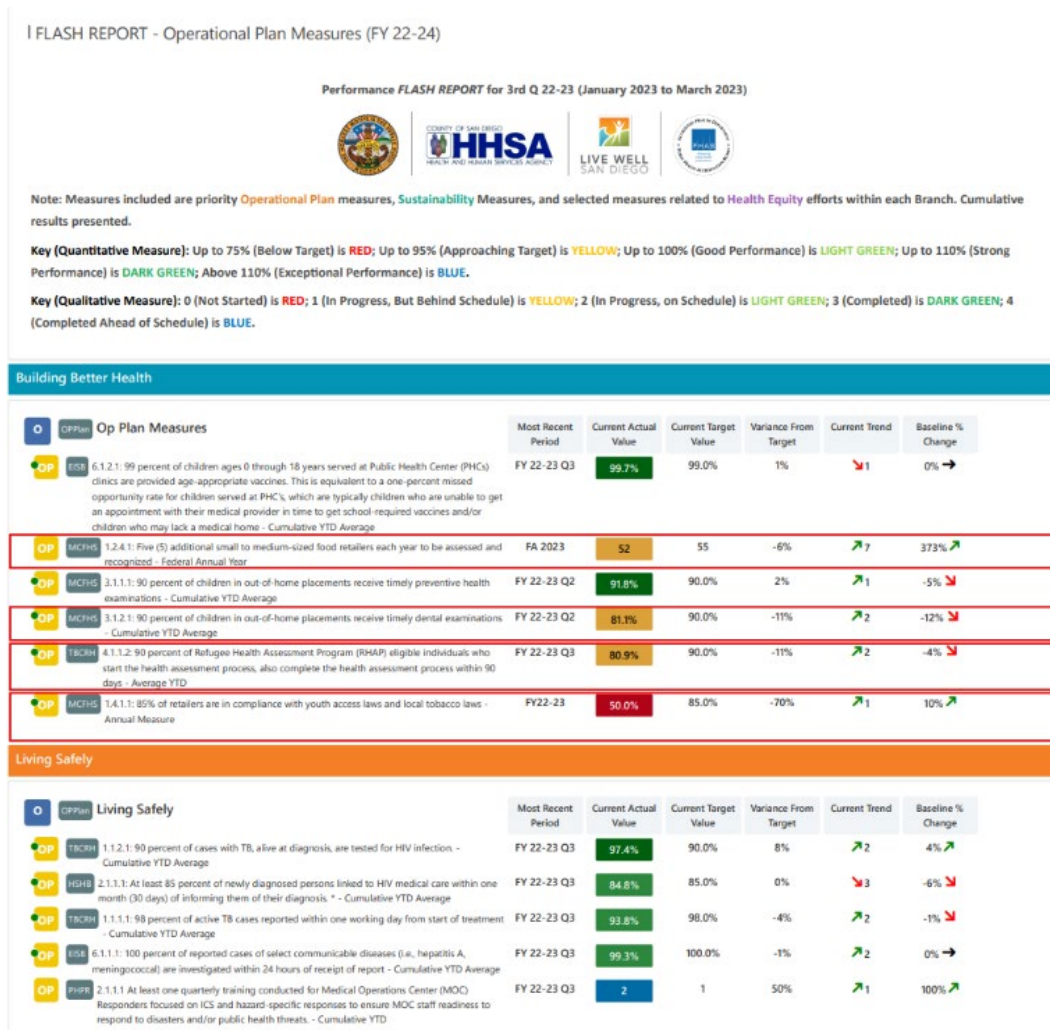 FLASH REPORT - Operational Plan Measures (FY 22-24)
Performance FLASH REPORT for 3rd Q 22-23 (January 2023 to March 2023)
COUNTY OF SAN DIEGO
HHSA
HEALTH AND HUMAN SERVICES AGENCY
LIVE WELL
SAN DIEGO
PHAB
Note: Measures included are priority Operational Plan measures, Sustainability Measures, and selected measures related to Health Equity efforts within each Branch. Cumulative
results presented.
Key (Quantitative Measure): Up to 75% (Below Target) is RED; Up to 95% (Approaching Target) is YELLOW; Up to 100% (Good Performance) is LIGHT GREEN; Up to 110% (Strong
Performance) is DARK GREEN; Above 110% (Exceptional Performance) is BLUE.
Key (Qualitative Measure): 0 (Not Started) is RED; 1 (In Progress, But Behind Schedule) is YELLOW; 2 (In Progress, on Schedule) is LIGHT GREEN; 3 (Completed) is DARK GREEN; 4
(Completed Ahead of Schedule) is BLUE.
Building Better Health
O OPPlan Op Plan Measures Most Recent Period Current Actual Value Current Target Value Variance From Target Current Trend Baseline % Change
OP EISB 6.1.2.1: 99 percent of children ages 0 through 18 years served at Public Health Center (PHCs) FY 22-23 Q3 99.7% 99.0% 1% 1 0%
clinics are provided age-appropriate vaccines. This is equivalent to a one-percent missed
opportunity rate for children served at PHC's, which are typically children who are unable to get
an appointment with their medical provider in time to get school-required vaccines and/or
children who may lack a medical home - Cumulative YTD Average
OP MCFHS 1.2.4.1: Five (5) additional small to medium-sized food retailers each year to be assessed and FA 2023 52 55 -6% 7 373%
recognized - Federal Annual Year
OP MCFHS 3.1.1.1: 90 percent of children in out-of-home placements receive timely preventive health FY 22-23 Q2 91.8% 90.0% 2% 1 -5%
examinations - Cumulative YTD Average
OP MCFHS 3.1.2.1: 90 percent of children in out-of-home placements receive timely dental examinations FY 22-23 Q2 81.1% 90.0% -11% 2 -12%
- Cumulative YTD Average
OP TBCRH 4.1.1.2: 90 percent of Refugee Health Assessment Program (RHAP) eligible individuals who FY 22-23 Q3 80.9% 90.0% -11% 2 -4%
start the health assessment process, also complete the health assessment process within 90
days - Average YTD
OP MCFHS 1.4.1.1: 85% of retailers are in compliance with youth access laws and local tobacco laws - FY22-23 50.0% 85.0% -70% 1 10%
Annual Measure
Living Safely
O OPPlan Living Safely Most Recent Period Current Actual Value Current Target Value Variance From Target Current Trend Baseline % Change
OP TBCRH 1.1.2.1: 90 percent of cases with TB, alive at diagnosis, are tested for HIV infection. - FY 22-23 Q3 97.4% 90.0% 8% 2 4%
Cumulative YTD Average
OP HSHB 2.1.1.1: At least 85 percent of newly diagnosed persons linked to HIV medical care within one FY 22-23 Q3 84.8% 85.0% 0% 3 -6%
month (30 days) of informing them of their diagnosis. * - Cumulative YTD Average
OP TBCRH 1.1.1.1: 98 percent of active TB cases reported within one working day from start of treatment FY 22-23 Q3 93.8% 98.0% -4% 2 -1%
- Cumulative YTD Average
OP EISB 6.1.1.1: 100 percent of reported cases of select communicable diseases (i.e., hepatitis A, FY 22-23 Q3 99.3% 100.0% -1% 2 0%
meningococcal) are investigated within 24 hours of receipt of report - Cumulative YTD Average
OP PHPR 2.1.1.1 At least one quarterly training conducted for Medical Operations Center (MOC) FY 22-23 Q3 2 1 50% 1 100%
Responders focused on ICS and hazard-specific responses to ensure MOC staff readiness to
respond to disasters and/or public health threats. - Cumulative YTD